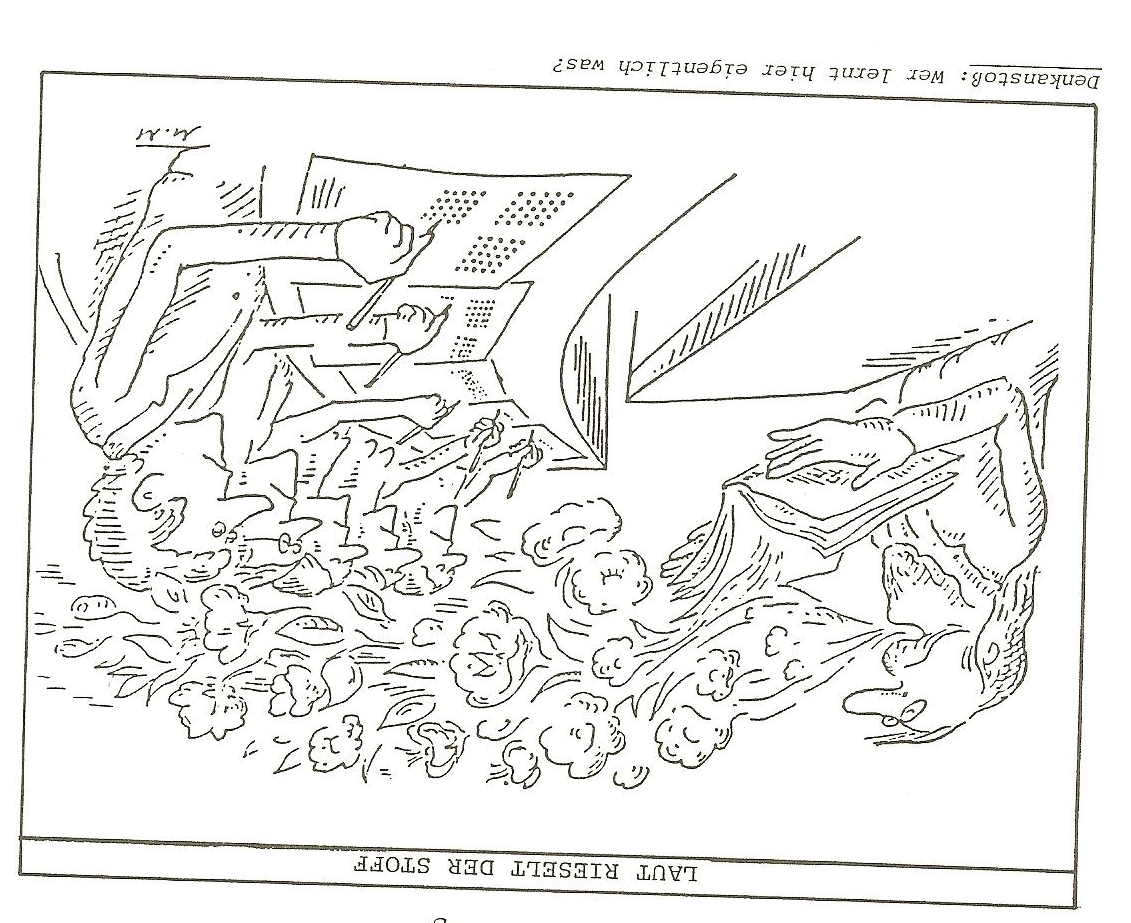 LAUT RIESELT DER STOFF
M.M
Denkanstoß: Wer lernt hier eigentlich was?